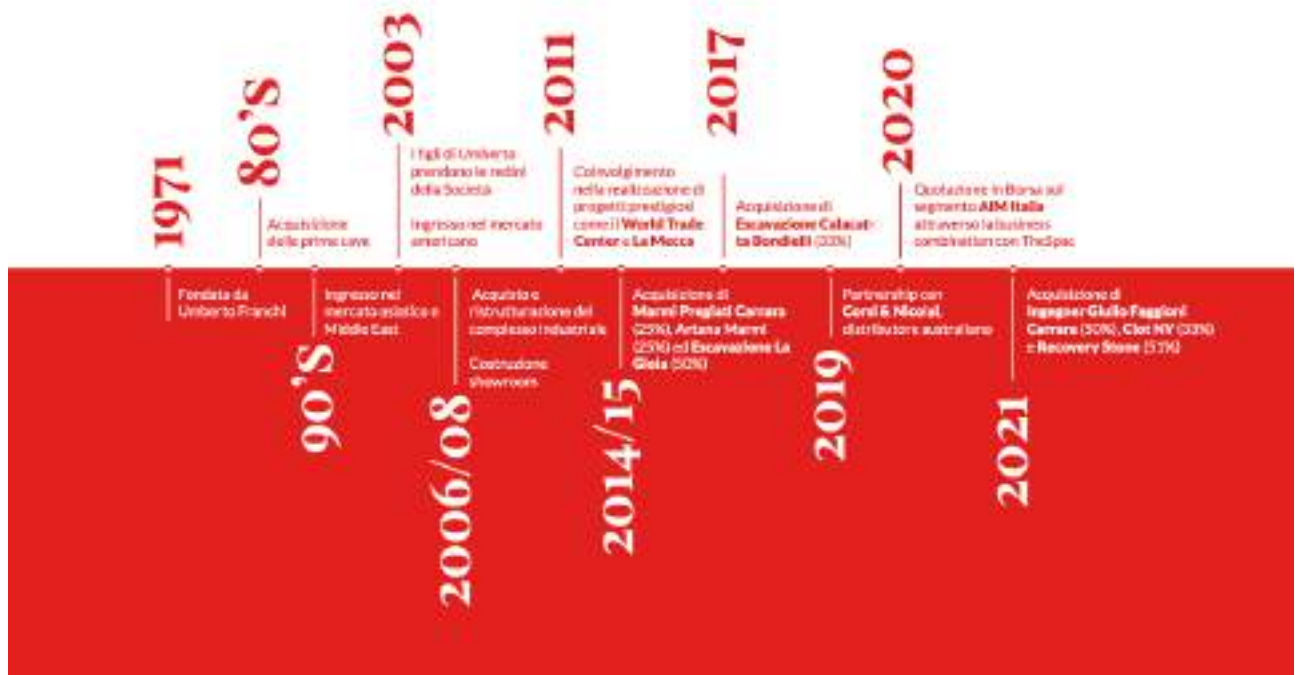 1971
Fondata da
Umberto Franchi
80'S
Acquisizione
delle prime cave
90'S
Ingresso nel
mercato asiatico e
Middle East
2003
I figli di Umberto
prendono le redini
della Società
Ingresso nel mercato
americano
2006/08
Acquisto e
ristrutturazione del
complesso industriale
Costruzione
showroom
2011
Coinvolgimento
nella realizzazione di
progetti prestigiosi
come il World Trade
Center e La Mecca
2014/15
Acquisizione di
Marmi Pregiati Carrara
(25%), Artana Marmi
(25%) ed Escavazione La
Gioia (50%)
2017
Acquisizione di
Escavazione Calacat-
ta Bondielli (33%)
2019
Partnership con
Cersi & Nicolai,
distributore australiano
2020
Quotazione in Borsa sul
segmento AIM Italia
attraverso la business
combination con TheSpac
2021
Acquisizione di
Ingegner Giulio Faggioni
Carrara (50%), Clot NY (33%)
e Recovery Stone (51%)